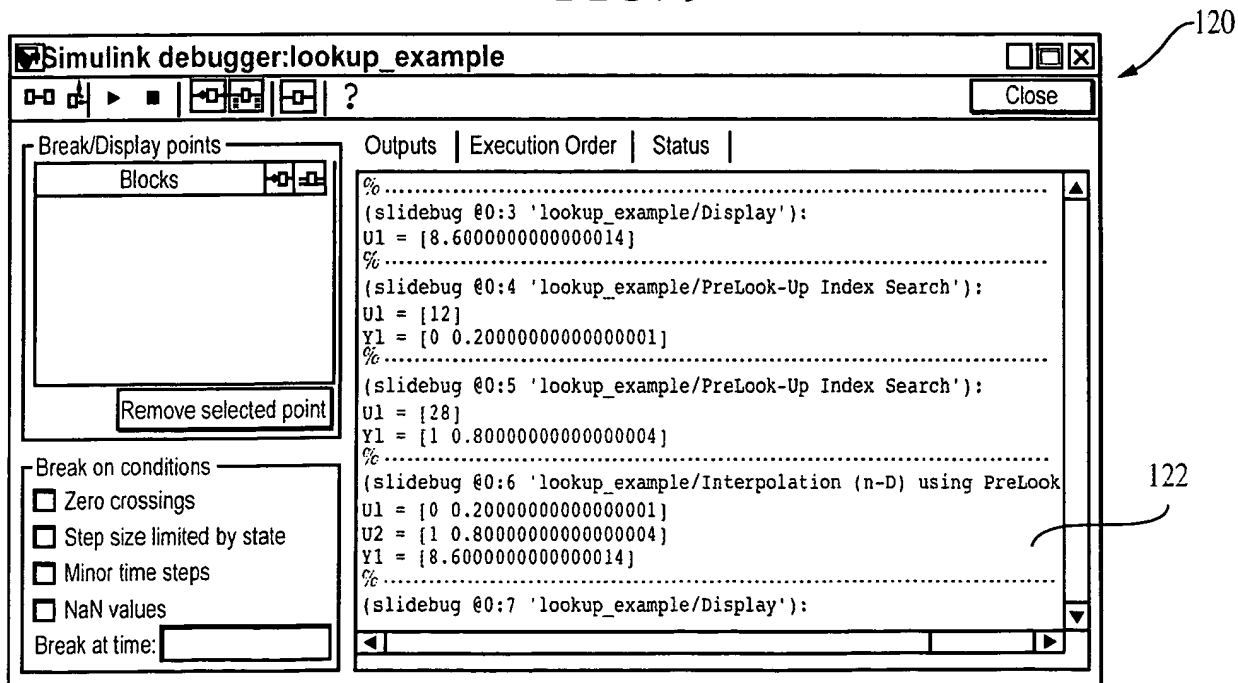 120
Simulink debugger:lookup_example
?
Close
Break/Display points
Blocks
Remove selected point
Break on conditions
Zero crossings
Step size limited by state
Minor time steps
NaN values
Break at time:
Outputs | Execution Order | Status |
%......................................................................
(slidebug @0:3 'lookup_example/Display'):
U1 = [8.6000000000000014]
%......................................................................
(slidebug @0:4 'lookup_example/PreLook-Up Index Search'):
U1 = [12]
Y1 = [0 0.20000000000000001]
%......................................................................
(slidebug @0:5 'lookup_example/PreLook-Up Index Search'):
U1 = [28]
Y1 = [1 0.80000000000000004]
%......................................................................
(slidebug @0:6 'lookup_example/Interpolation (n-D) using PreLook
U1 = [0 0.20000000000000001]
U2 = [1 0.80000000000000004]
Y1 = [8.6000000000000014]
%......................................................................
(slidebug @0:7 'lookup_example/Display'):
122